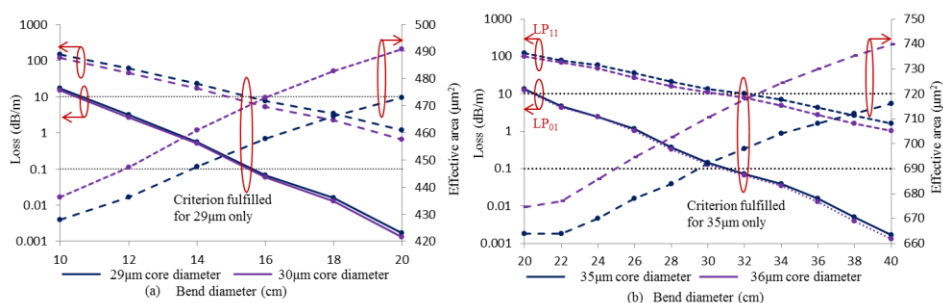 1000
100
10
1
0.1
0.01
0.001
Loss (dB/m)
500
490
480
470
460
450
440
430
420
Effective area (µm²)
Criterion fulfilled
for 29µm only
10 12 14 16 18 20
29µm core diameter 30µm core diameter
(a) Bend diameter (cm)
1000
100
10
1
0.1
0.01
0.001
Loss (dB/m)
LP11
LP01
750
740
730
720
710
700
690
680
670
660
Effective area (µm²)
Criterion fulfilled
for 35µm only
20 22 24 26 28 30 32 34 36 38 40
35µm core diameter 36µm core diameter
(b) Bend diameter (cm)